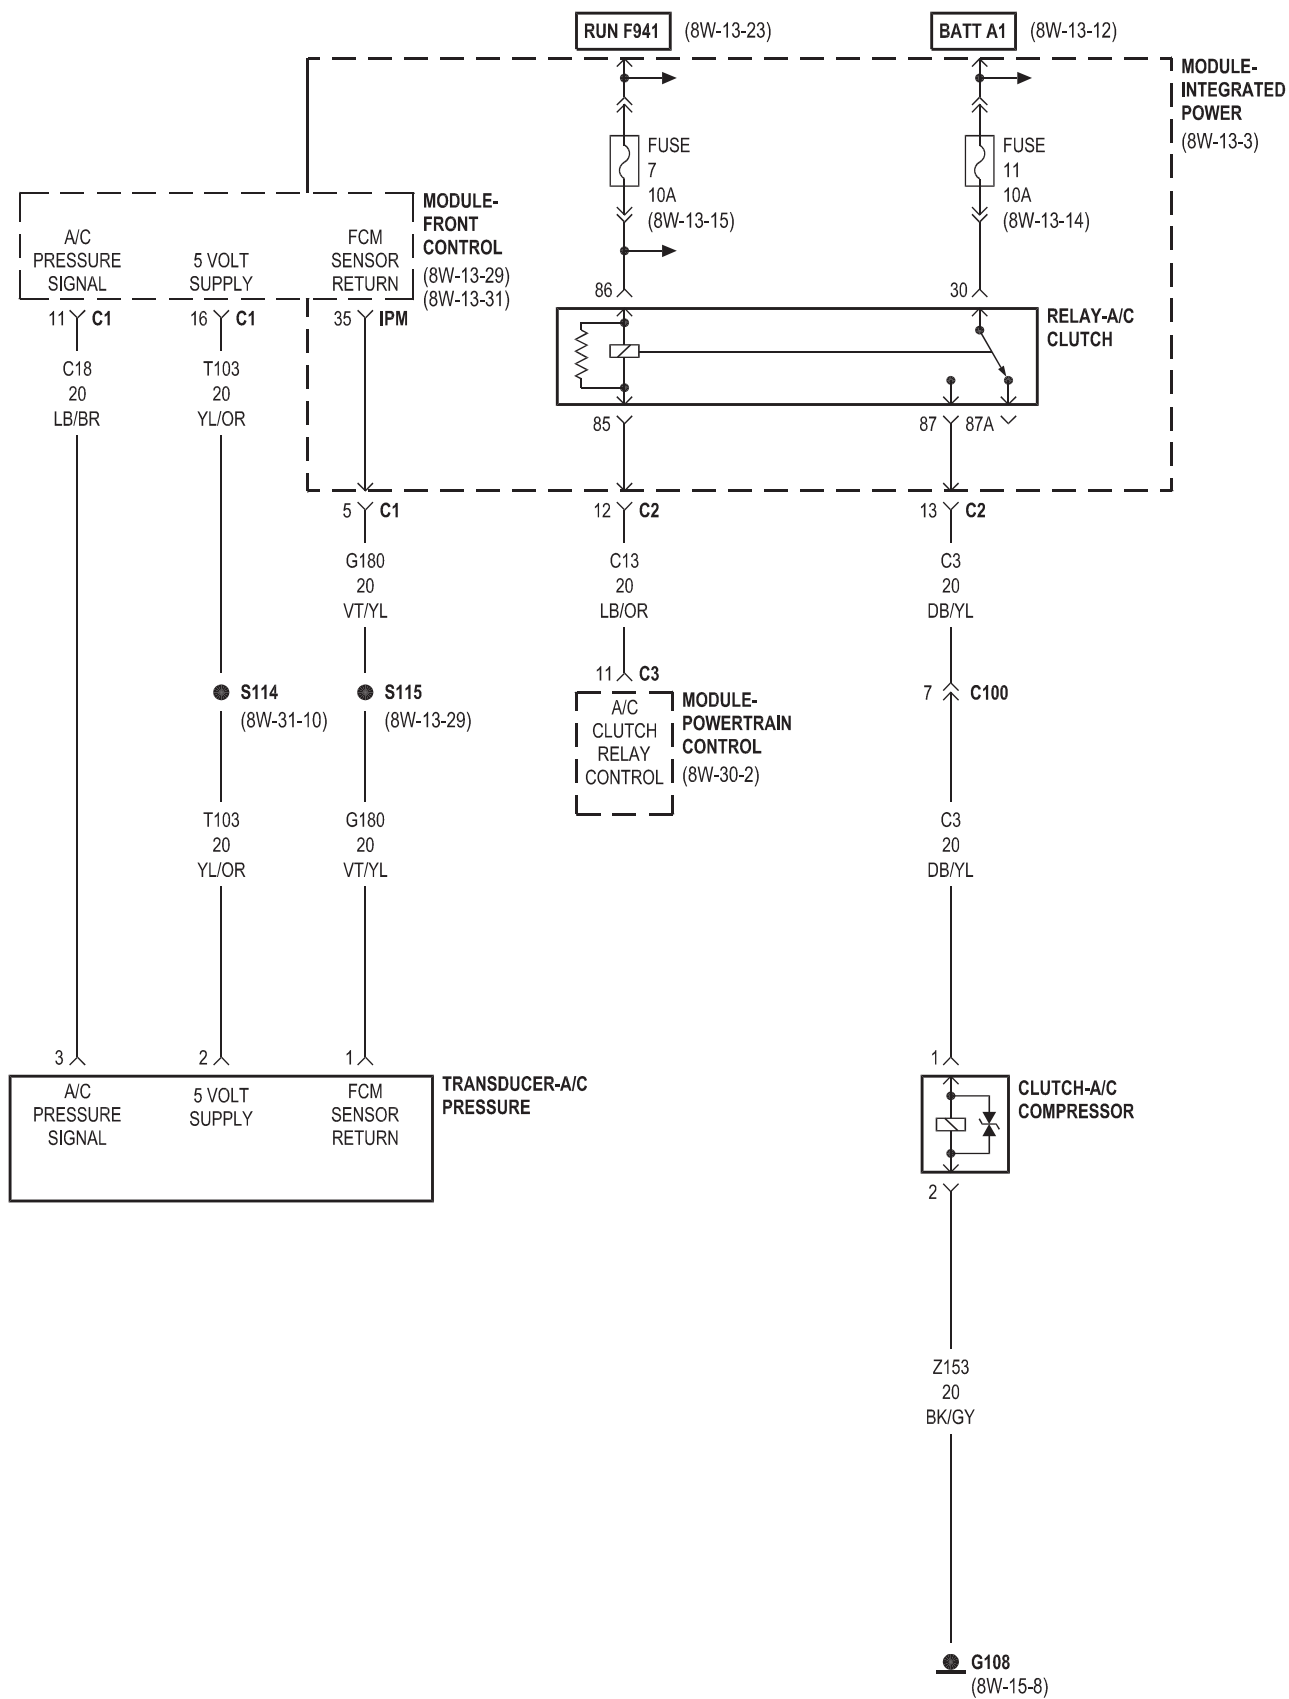 RUN F941 (8W-13-23)
BATT A1 (8W-13-12)
MODULE-
INTEGRATED
POWER
(8W-13-3)
FUSE
7
10A
(8W-13-15)
FUSE
11
10A
(8W-13-14)
MODULE-
FRONT
CONTROL
(8W-13-29)
(8W-13-31)
A/C
PRESSURE
SIGNAL
5 VOLT
SUPPLY
FCM
SENSOR
RETURN
86
30
RELAY-A/C
CLUTCH
11 C1
16 C1
35 IPM
C18
20
LB/BR
T103
20
YL/OR
85
87
87A
5 C1
12 C2
13 C2
G180
20
VT/YL
C13
20
LB/OR
C3
20
DB/YL
11 C3
S114
(8W-31-10)
S115
(8W-13-29)
A/C
CLUTCH
RELAY
CONTROL
MODULE-
POWERTRAIN
CONTROL
(8W-30-2)
7 C100
T103
20
YL/OR
G180
20
VT/YL
C3
20
DB/YL
3
2
1
1
A/C
PRESSURE
SIGNAL
5 VOLT
SUPPLY
FCM
SENSOR
RETURN
TRANSDUCER-A/C
PRESSURE
CLUTCH-A/C
COMPRESSOR
2
Z153
20
BK/GY
G108
(8W-15-8)